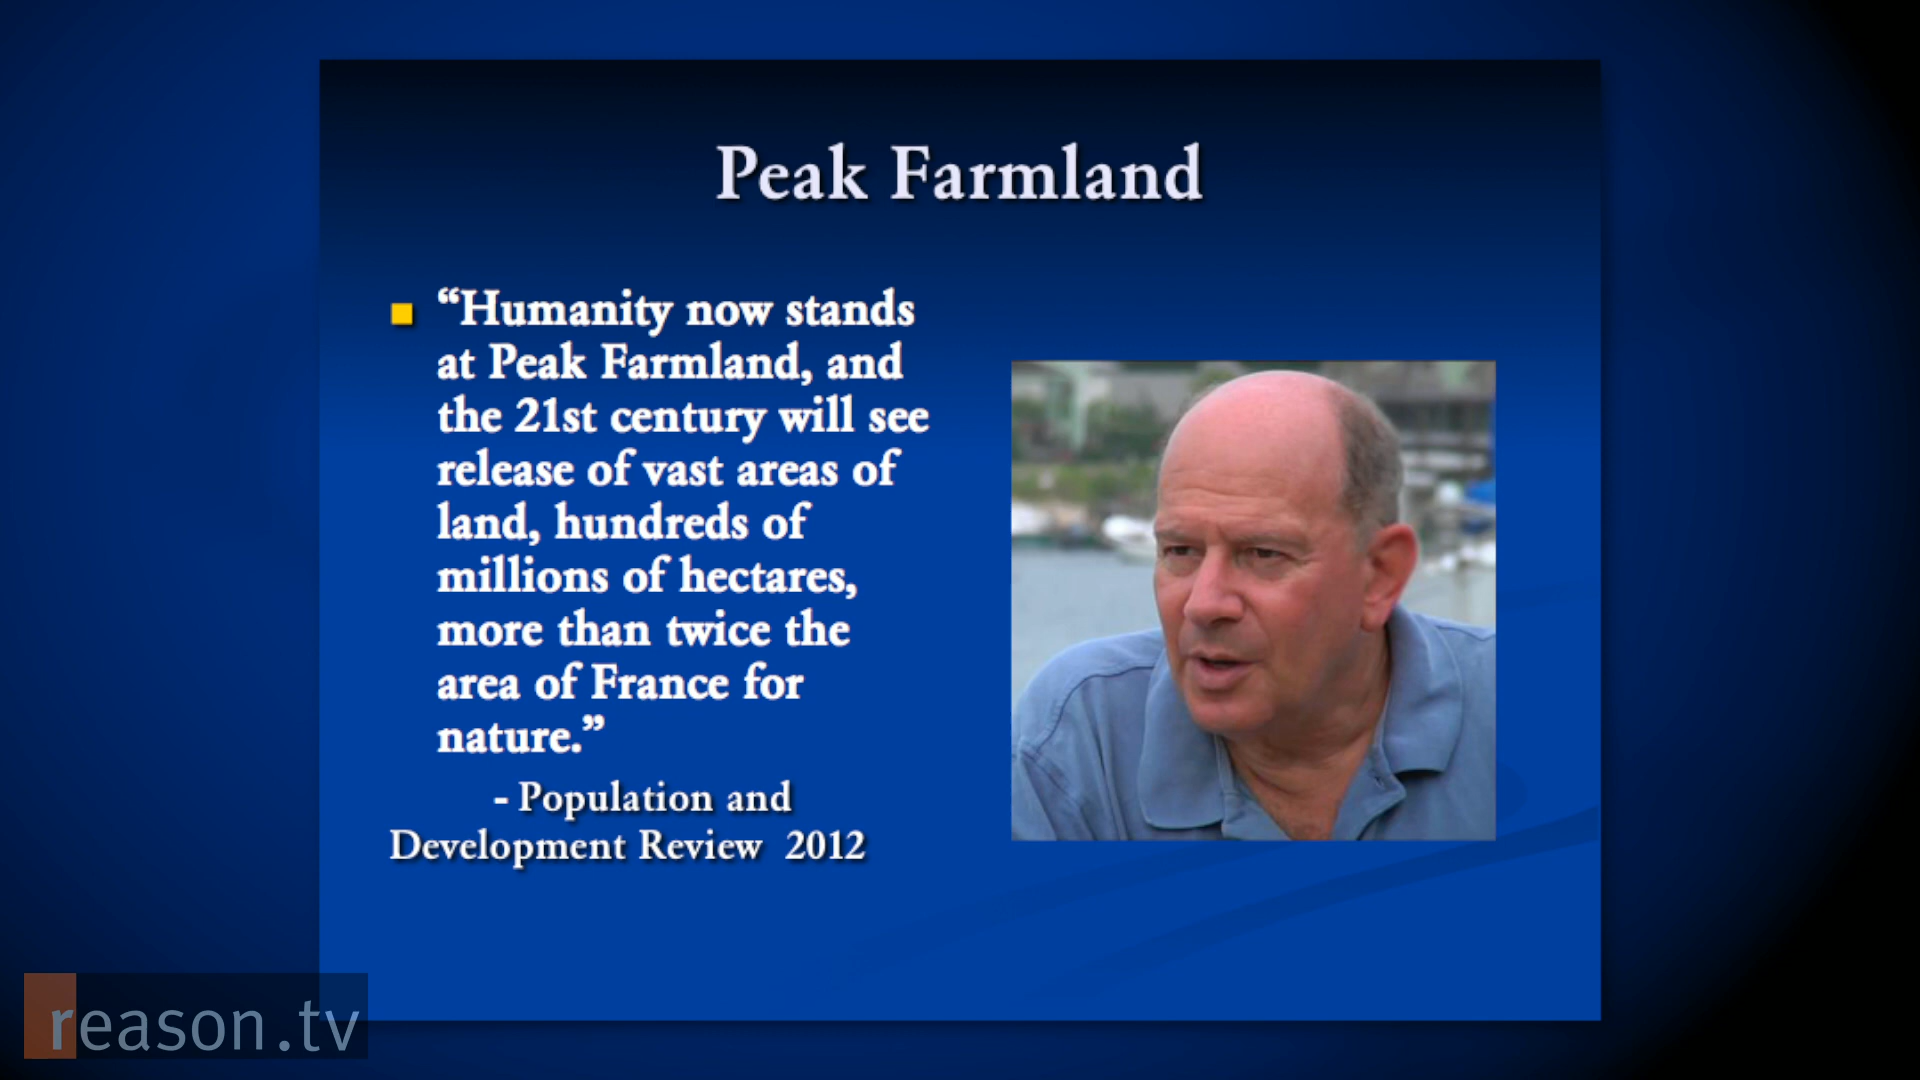 Peak Farmland
“Humanity now stands
at Peak Farmland, and
the 21st century will see
release of vast areas of
land, hundreds of
millions of hectares,
more than twice the
area of France for
nature.”
- Population and
Development Review 2012
reason.tv